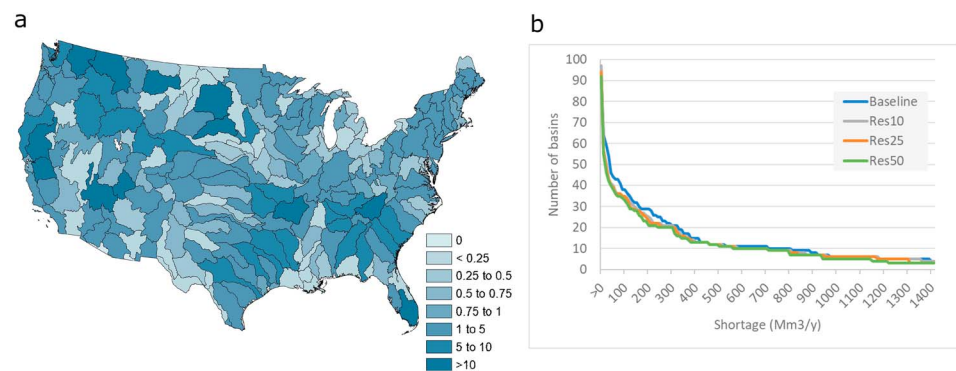 a
0
< 0.25
0.25 to 0.5
0.5 to 0.75
0.75 to 1
1 to 5
5 to 10
>10
b
100
90
80
70
60
50
40
30
20
10
0
Number of basins
Baseline
Res10
Res25
Res50
>0 100 200 300 400 500 600 700 800 900 1000 1100 1200 1300 1400
Shortage (Mm3/y)